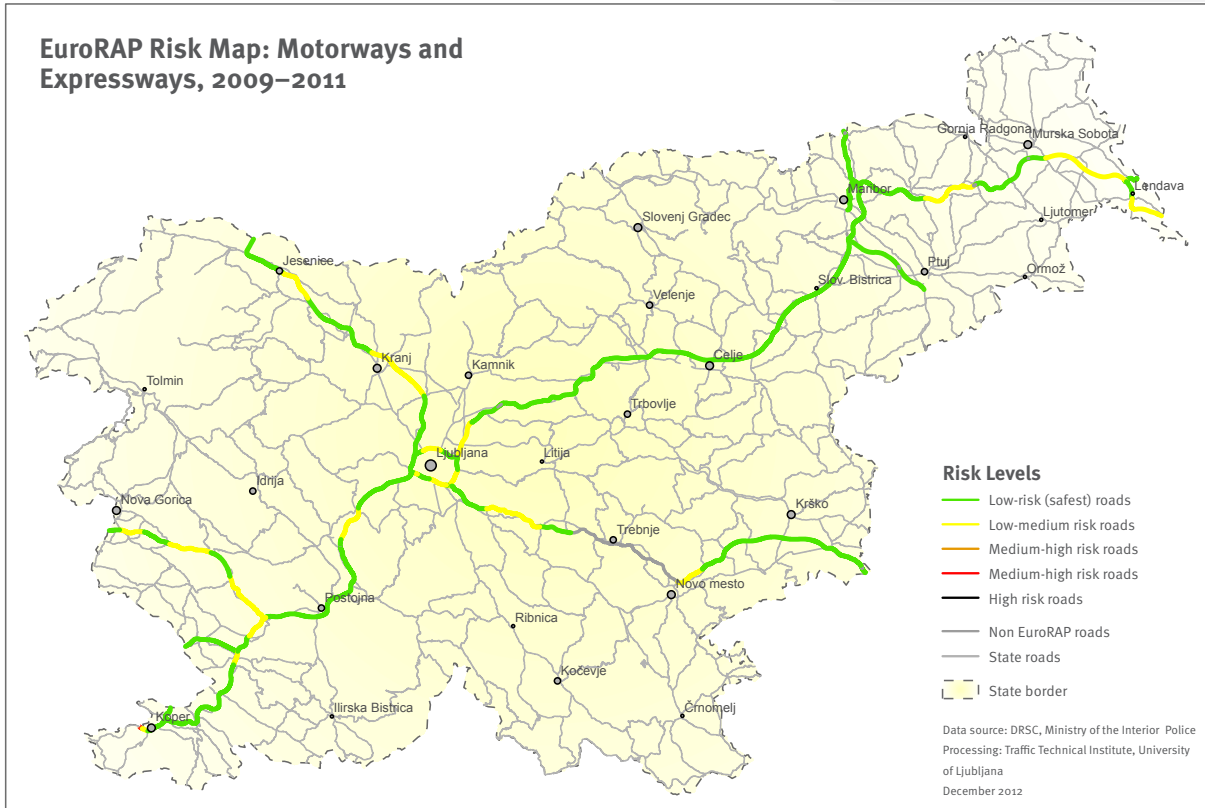 EuroRAP Risk Map: Motorways and
Expressways, 2009–2011
Gornja Radgona
Murska Sobota
Maribor
Lendava
Slovenj Gradec
Ljutomer
Jesenice
Ptuj
Ormož
Slov. Bistrica
Velenje
Kranj
Kamnik
Celje
Tolmin
Trbovlje
Ljubljana
Litija
Idrija
Nova Gorica
Krško
Trebnje
Novo mesto
Postojna
Ribnica
Kočevje
Ilirska Bistrica
Črnomelj
Koper
Risk Levels
Low-risk (safest) roads
Low-medium risk roads
Medium-high risk roads
Medium-high risk roads
High risk roads
Non EuroRAP roads
State roads
State border
Data source: DRSC, Ministry of the Interior Police
Processing: Traffic Technical Institute, University
of Ljubljana
December 2012